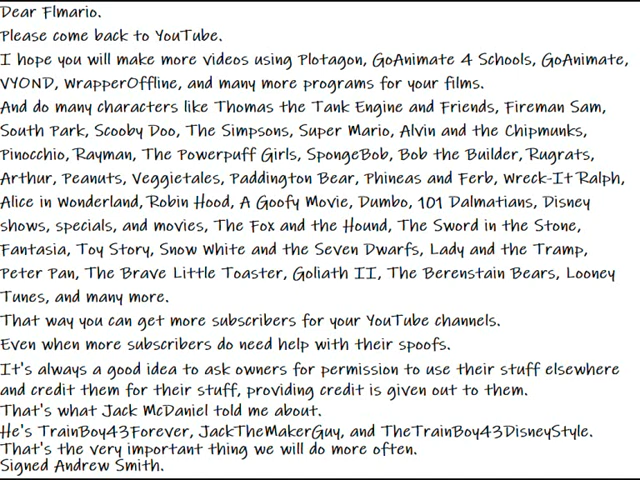 Dear Flmario.
Please come back to YouTube.
I hope you will make more videos using Plotagon, GoAnimate 4 Schools, GoAnimate,
VYOND, WrapperOffline, and many more programs for your films.
And do many characters like Thomas the Tank Engine and Friends, Fireman Sam,
South Park, Scooby Doo, The Simpsons, Super Mario, Alvin and the Chipmunks,
Pinocchio, Rayman, The Powerpuff Girls, SpongeBob, Bob the Builder, Rugrats,
Arthur, Peanuts, Veggietales, Paddington Bear, Phineas and Ferb, Wreck-It Ralph,
Alice in Wonderland, Robin Hood, A Goofy Movie, Dumbo, 101 Dalmatians, Disney
shows, specials, and movies, The Fox and the Hound, The Sword in the Stone,
Fantasia, Toy Story, Snow White and the Seven Dwarfs, Lady and the Tramp,
Peter Pan, The Brave Little Toaster, Goliath II, The Berenstain Bears, Looney
Tunes, and many more.
That way you can get more subscribers for your YouTube channels.
Even when more subscribers do need help with their spoofs.
It's always a good idea to ask owners for permission to use their stuff elsewhere
and credit them for their stuff, providing credit is given out to them.
That's what Jack McDaniel told me about.
He's TrainBoy43Forever, JackTheMakerGuy, and TheTrainBoy43DisneyStyle.
That's the very important thing we will do more often.
Signed Andrew Smith.